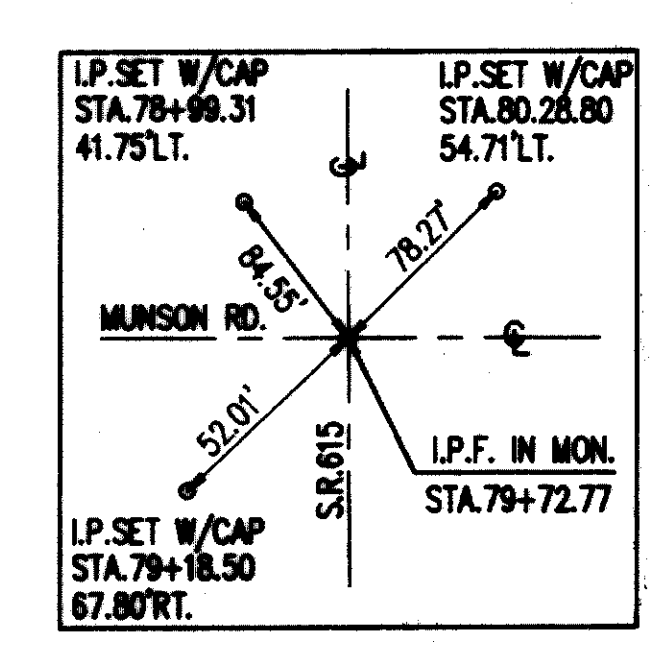 I.P.SET W/CAP
STA.78+99.31
41.75'LT.
I.P.SET W/CAP
STA.80.28.80
54.71'LT.
℄
84.55'
78.27'
MUNSON RD.
℄
52.01'
S.R.615
I.P.F. IN MON.
STA.79+72.77
I.P.SET W/CAP
STA.79+18.50
67.80'RT.